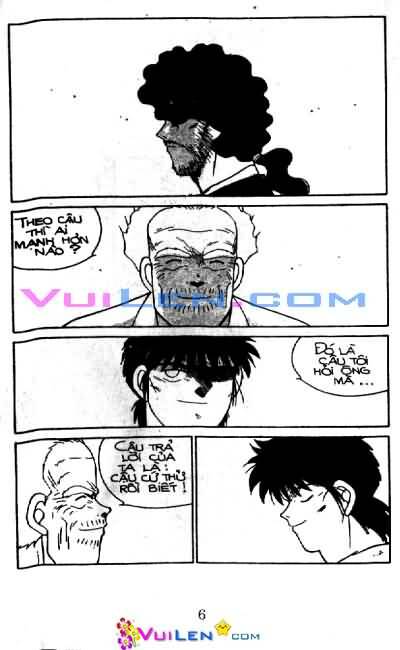 THEO CẬU
THÌ AI
MẠNH HƠN
NÀO ?
VUILEN.COM
ĐÓ LÀ
CÂU TÔI
HỎI ÔNG
MÀ ...
CÂU TRẢ
LỜI CỦA
TA LÀ :
CẬU CỨ THỬ
RỒI BIẾT !
6
VUILEN.COM